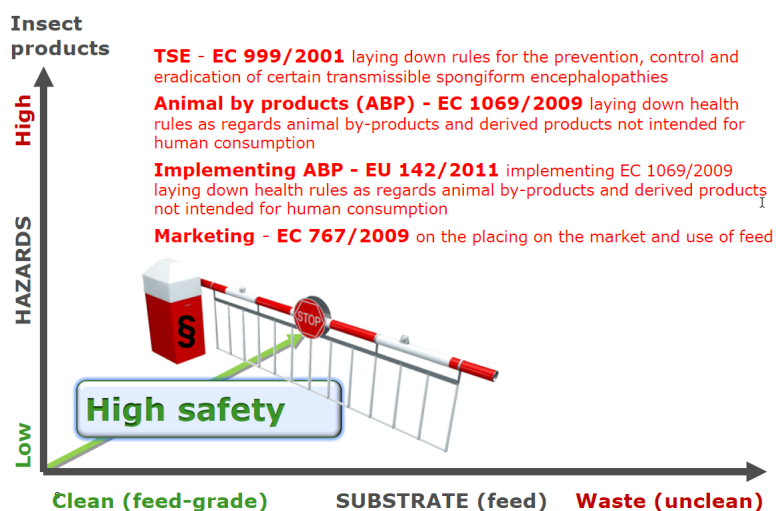 Insect
products
TSE - EC 999/2001 laying down rules for the prevention, control and
eradication of certain transmissible spongiform encephalopathies
High
Animal by products (ABP) - EC 1069/2009 laying down health
rules as regards animal by-products and derived products not intended for
human consumption
Implementing ABP - EU 142/2011 implementing EC 1069/2009
laying down health rules as regards animal by-products and derived products
not intended for human consumption
HAZARDS
Marketing - EC 767/2009 on the placing on the market and use of feed
§
STOP
High safety
Low
Clean (feed-grade)
SUBSTRATE (feed)
Waste (unclean)